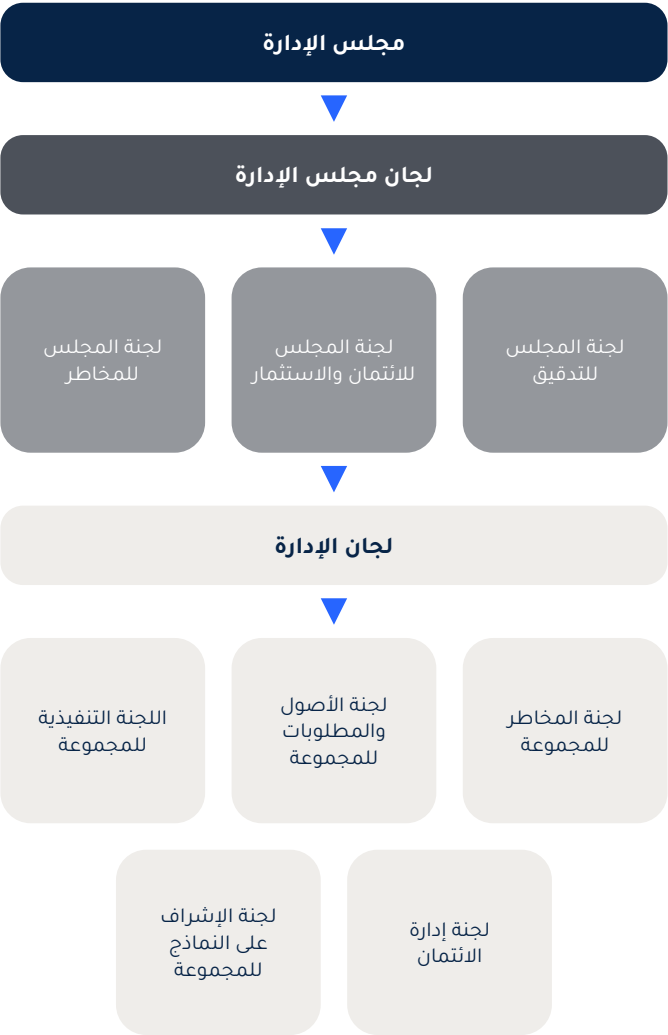 مجلس الإدارة
لجان مجلس الإدارة
لجنة المجلس
للتدقيق
لجنة المجلس
للائتمان والاستثمار
لجنة المجلس
للمخاطر
لجان الإدارة
لجنة المخاطر
للمجموعة
لجنة الأصول
والمطلوبات
للمجموعة
اللجنة التنفيذية
للمجموعة
لجنة إدارة
الائتمان
لجنة الإشراف
على النماذج
للمجموعة